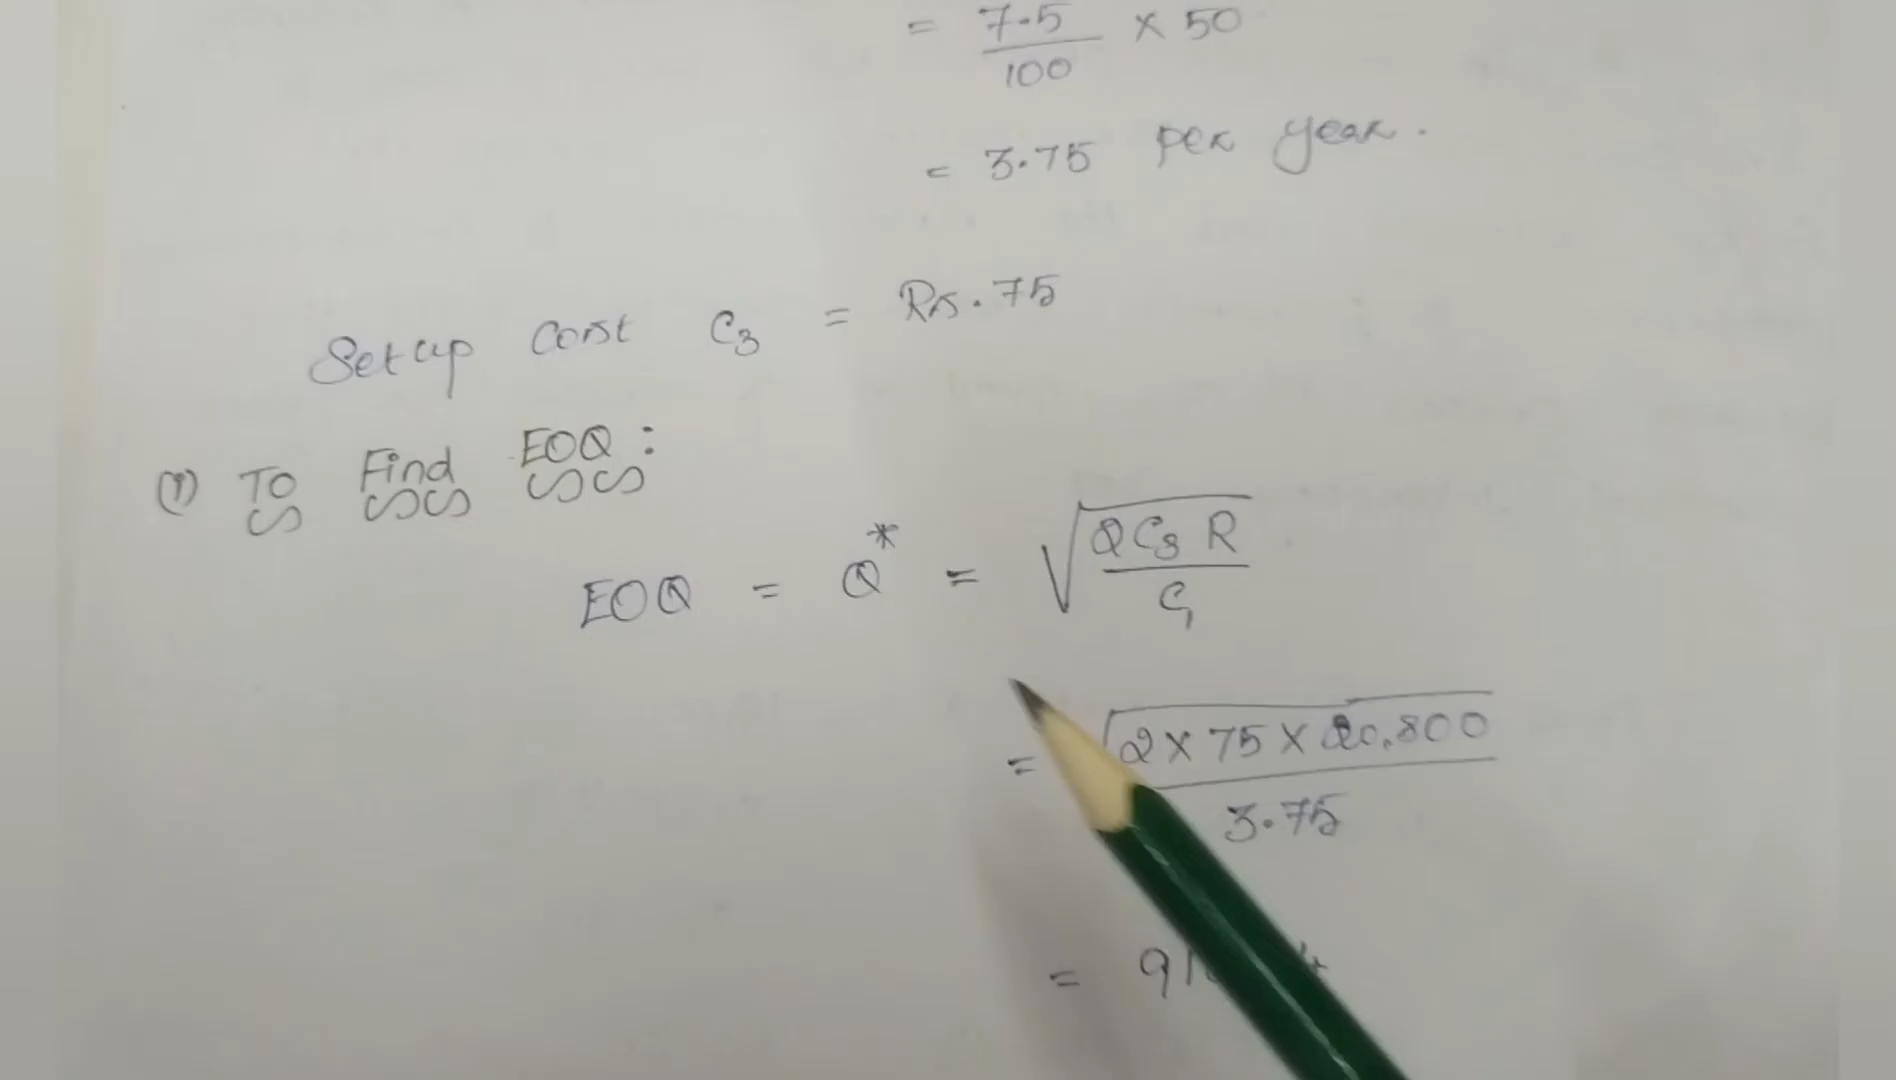 = 7.5/100 × 50
= 3.75 per year.
Setup cost C₃ = Rs. 75
(i) To Find EOQ:
EOQ = Q* = √(2C₃R/C₁)
= √(2 × 75 × 20,800/3.75)
= 91